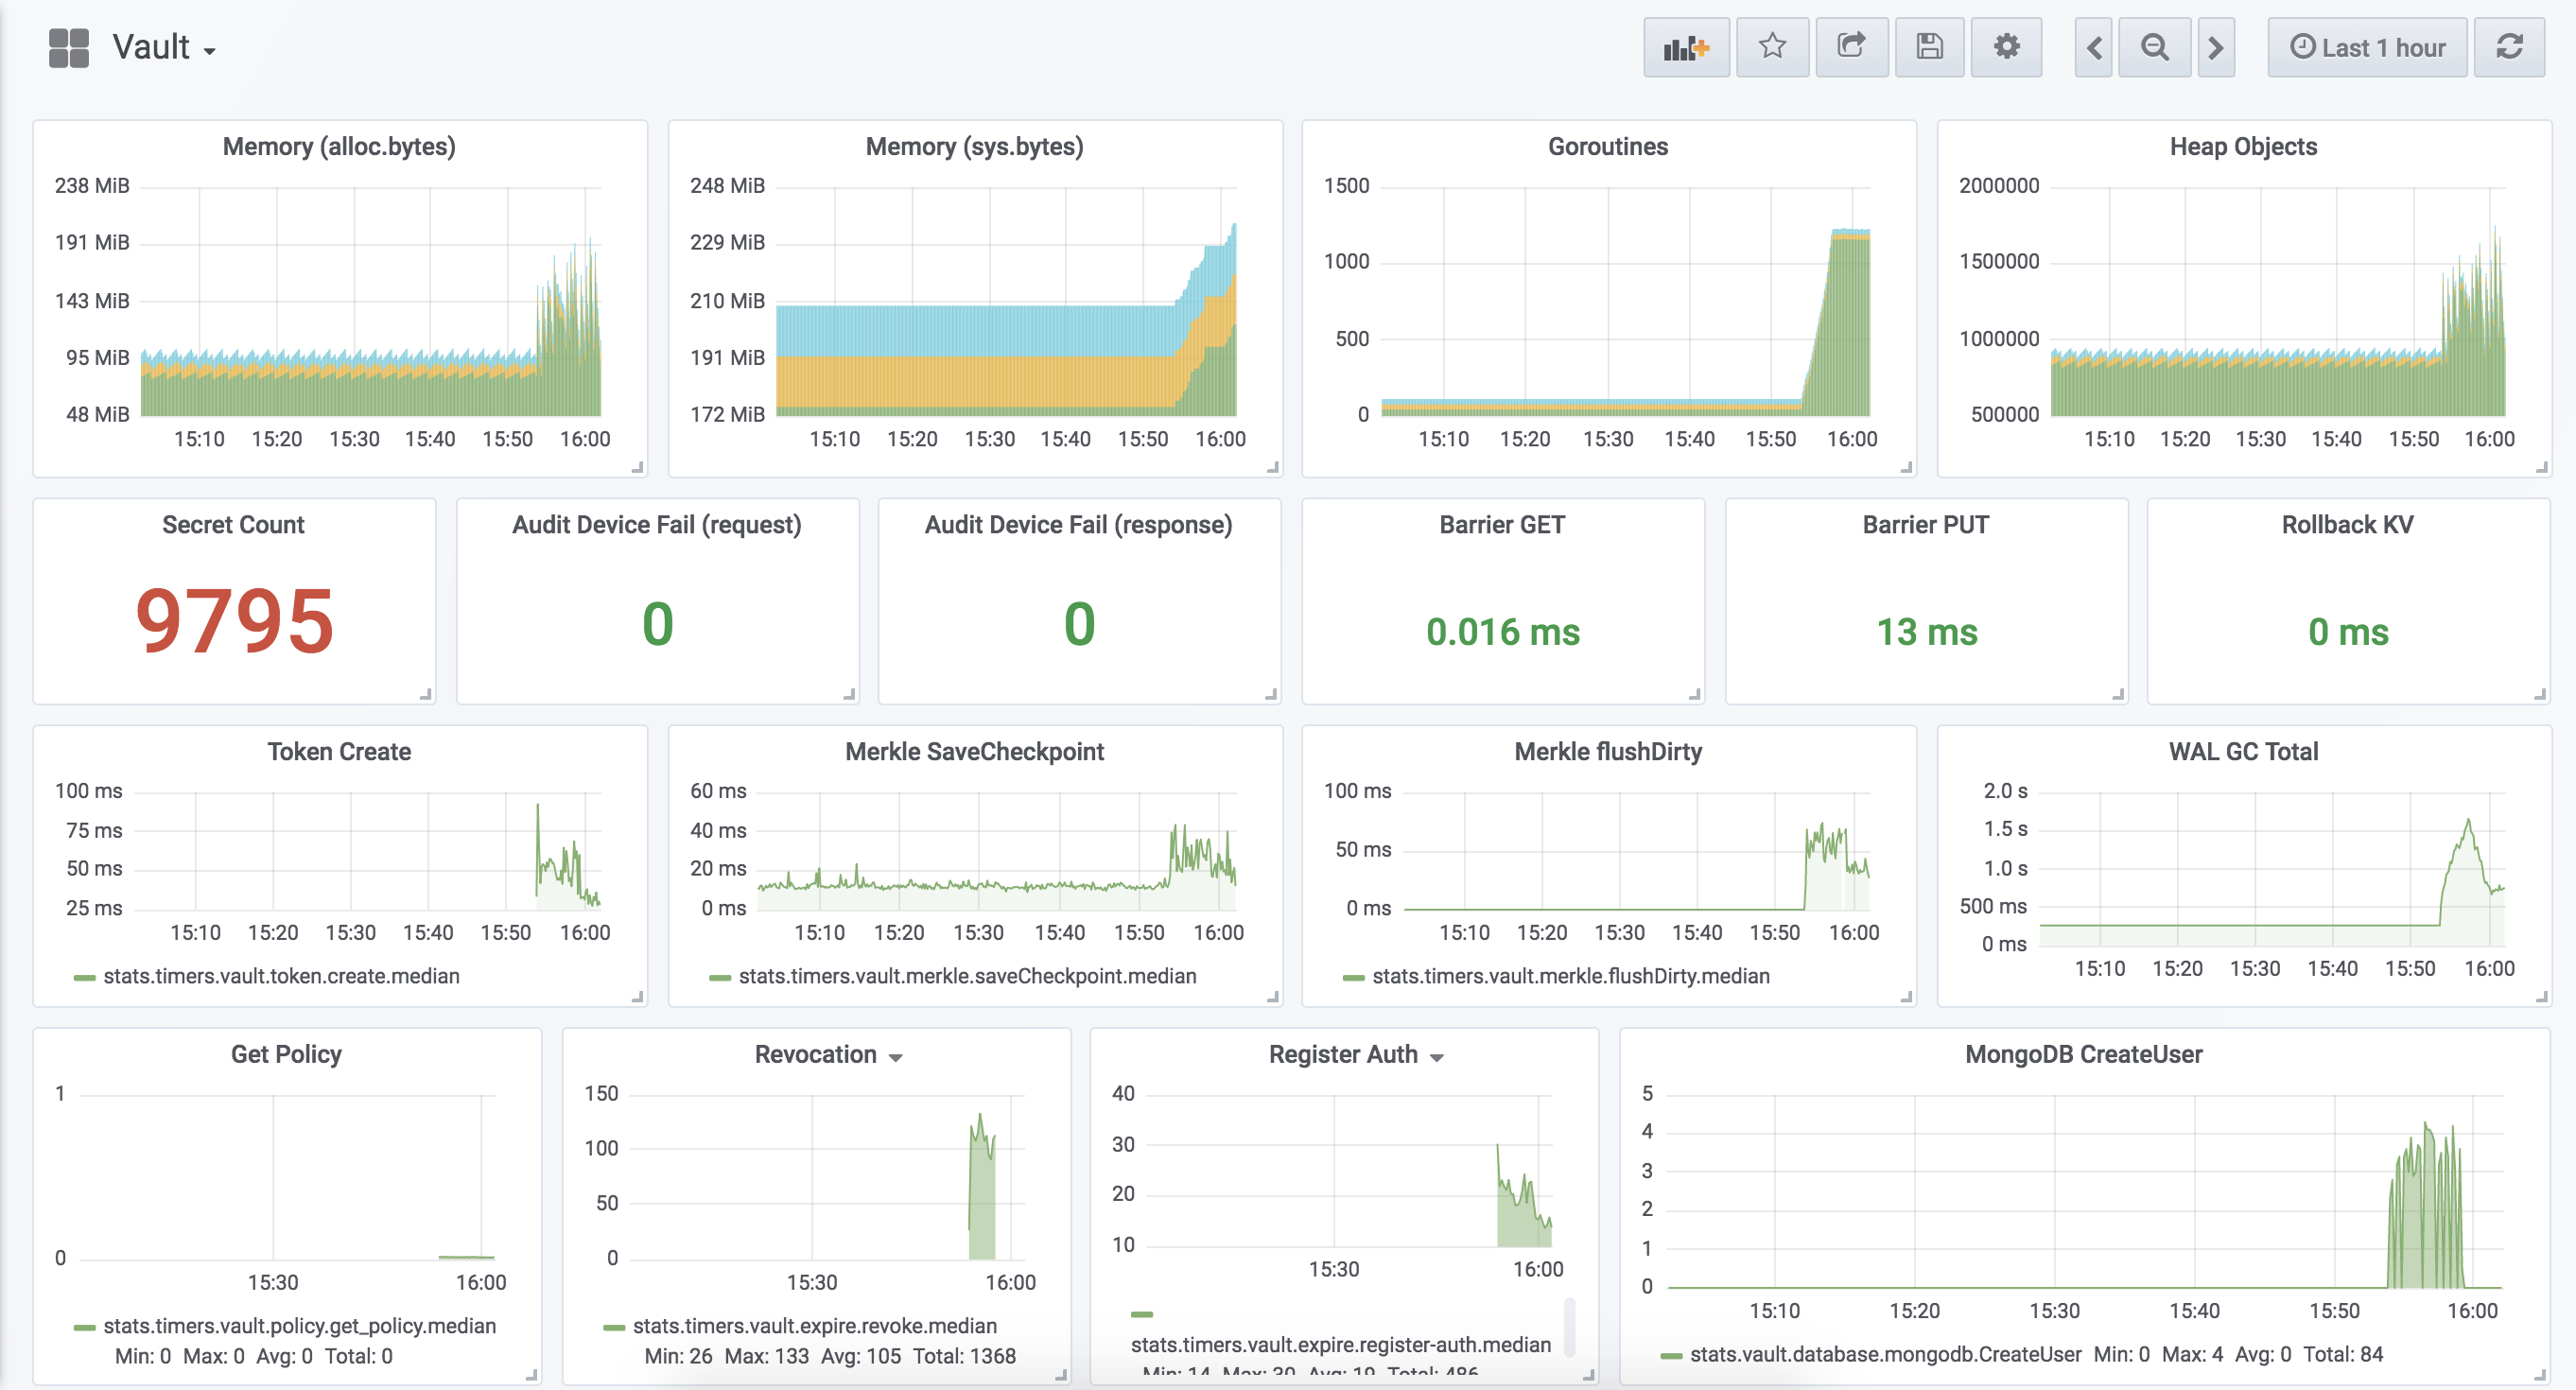 Vault
Last 1 hour
Memory (alloc.bytes)
238 MiB
191 MiB
143 MiB
95 MiB
48 MiB
15:10 15:20 15:30 15:40 15:50 16:00
Memory (sys.bytes)
248 MiB
229 MiB
210 MiB
191 MiB
172 MiB
15:10 15:20 15:30 15:40 15:50 16:00
Goroutines
1500
1000
500
0
15:10 15:20 15:30 15:40 15:50 16:00
Heap Objects
2000000
1500000
1000000
500000
15:10 15:20 15:30 15:40 15:50 16:00
Secret Count
9795
Audit Device Fail (request)
0
Audit Device Fail (response)
0
Barrier GET
0.016 ms
Barrier PUT
13 ms
Rollback KV
0 ms
Token Create
100 ms
75 ms
50 ms
25 ms
15:10 15:20 15:30 15:40 15:50 16:00
stats.timers.vault.token.create.median
Merkle SaveCheckpoint
60 ms
40 ms
20 ms
0 ms
15:10 15:20 15:30 15:40 15:50 16:00
stats.timers.vault.merkle.saveCheckpoint.median
Merkle flushDirty
100 ms
50 ms
0 ms
15:10 15:20 15:30 15:40 15:50 16:00
stats.timers.vault.merkle.flushDirty.median
WAL GC Total
2.0 s
1.5 s
1.0 s
500 ms
0 ms
15:10 15:20 15:30 15:40 15:50 16:00
Get Policy
1
0
15:30 16:00
stats.timers.vault.policy.get_policy.median
Min: 0 Max: 0 Avg: 0 Total: 0
Revocation
150
100
50
0
15:30 16:00
stats.timers.vault.expire.revoke.median
Min: 26 Max: 133 Avg: 105 Total: 1368
Register Auth
40
30
20
10
15:30 16:00
stats.timers.vault.expire.register-auth.median
Min: 14 Max: 30 Avg: 19 Total: 486
MongoDB CreateUser
5
4
3
2
1
0
15:10 15:20 15:30 15:40 15:50 16:00
stats.vault.database.mongodb.CreateUser Min: 0 Max: 4 Avg: 0 Total: 84